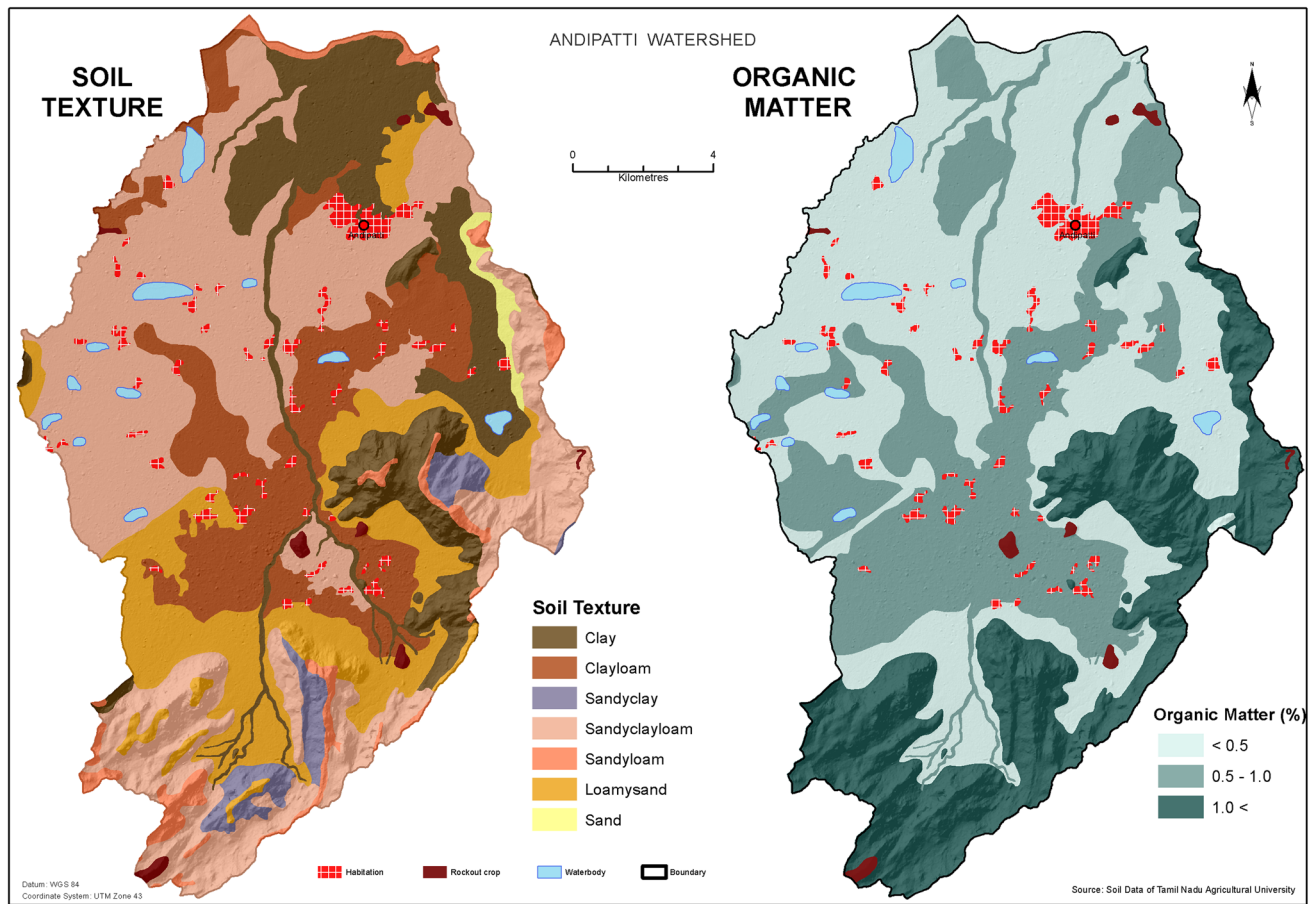 ANDIPATTI WATERSHED
SOIL
TEXTURE
ORGANIC
MATTER
N
S
0 4
Kilometres
Andipatti
Andipatti
Soil Texture
Clay
Clayloam
Sandyclay
Sandyclayloam
Sandyloam
Loamysand
Sand
Organic Matter (%)
< 0.5
0.5 - 1.0
1.0 <
Habitation
Rockout crop
Waterbody
Boundary
Datum: WGS 84
Coordinate System: UTM Zone 43
Source: Soil Data of Tamil Nadu Agricultural University